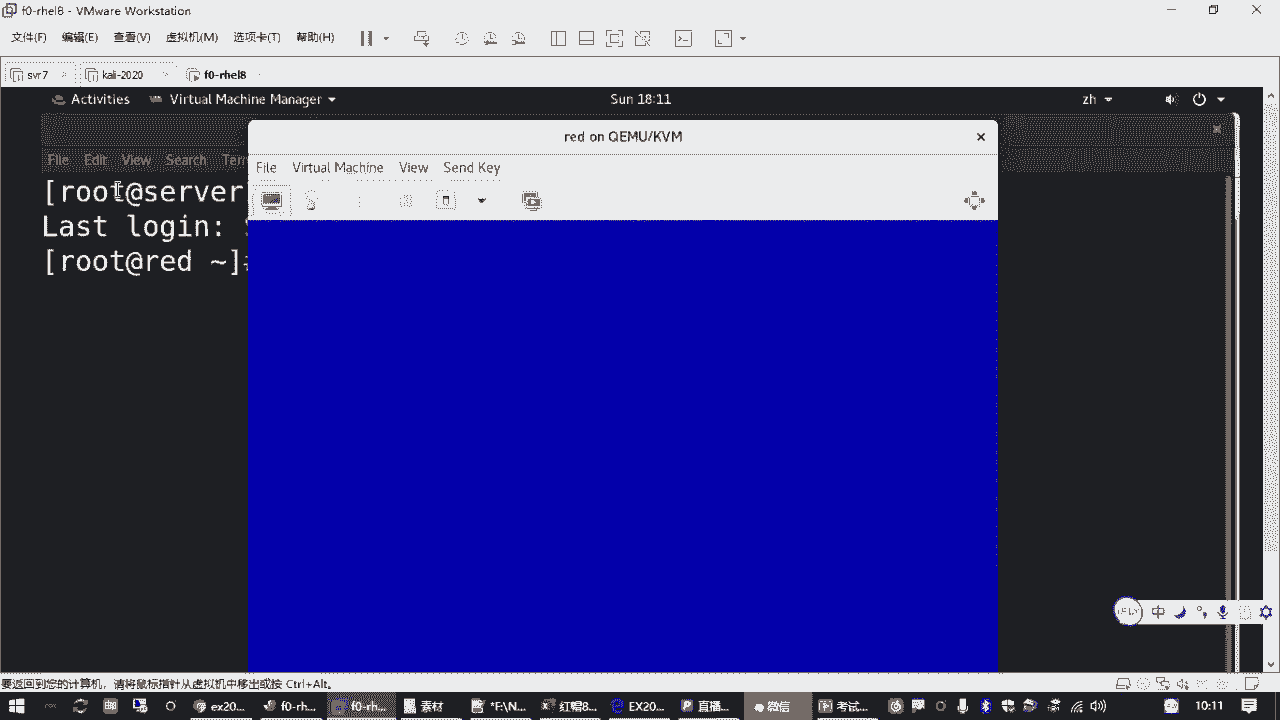 f0-rhel8 - VMware Workstation
文件(F) 编辑(E) 查看(V) 虚拟机(M) 选项卡(T) 帮助(H)
svr7 kali-2020 f0-rhel8
Activities Virtual Machine Manager Sun 18:11 zh
red on QEMU/KVM
File Edit View Search
File Virtual Machine View Send Key
[root@server
Last login:
[root@red ~]#
中
要返回到您的计算机，请将鼠标指针从虚拟机中移出或按 Ctrl+Alt。
ex20... f0-rh... f0-rh... 素材 *F:\N... 红帽8... EX20... 直播... 微信 考试... 10:11